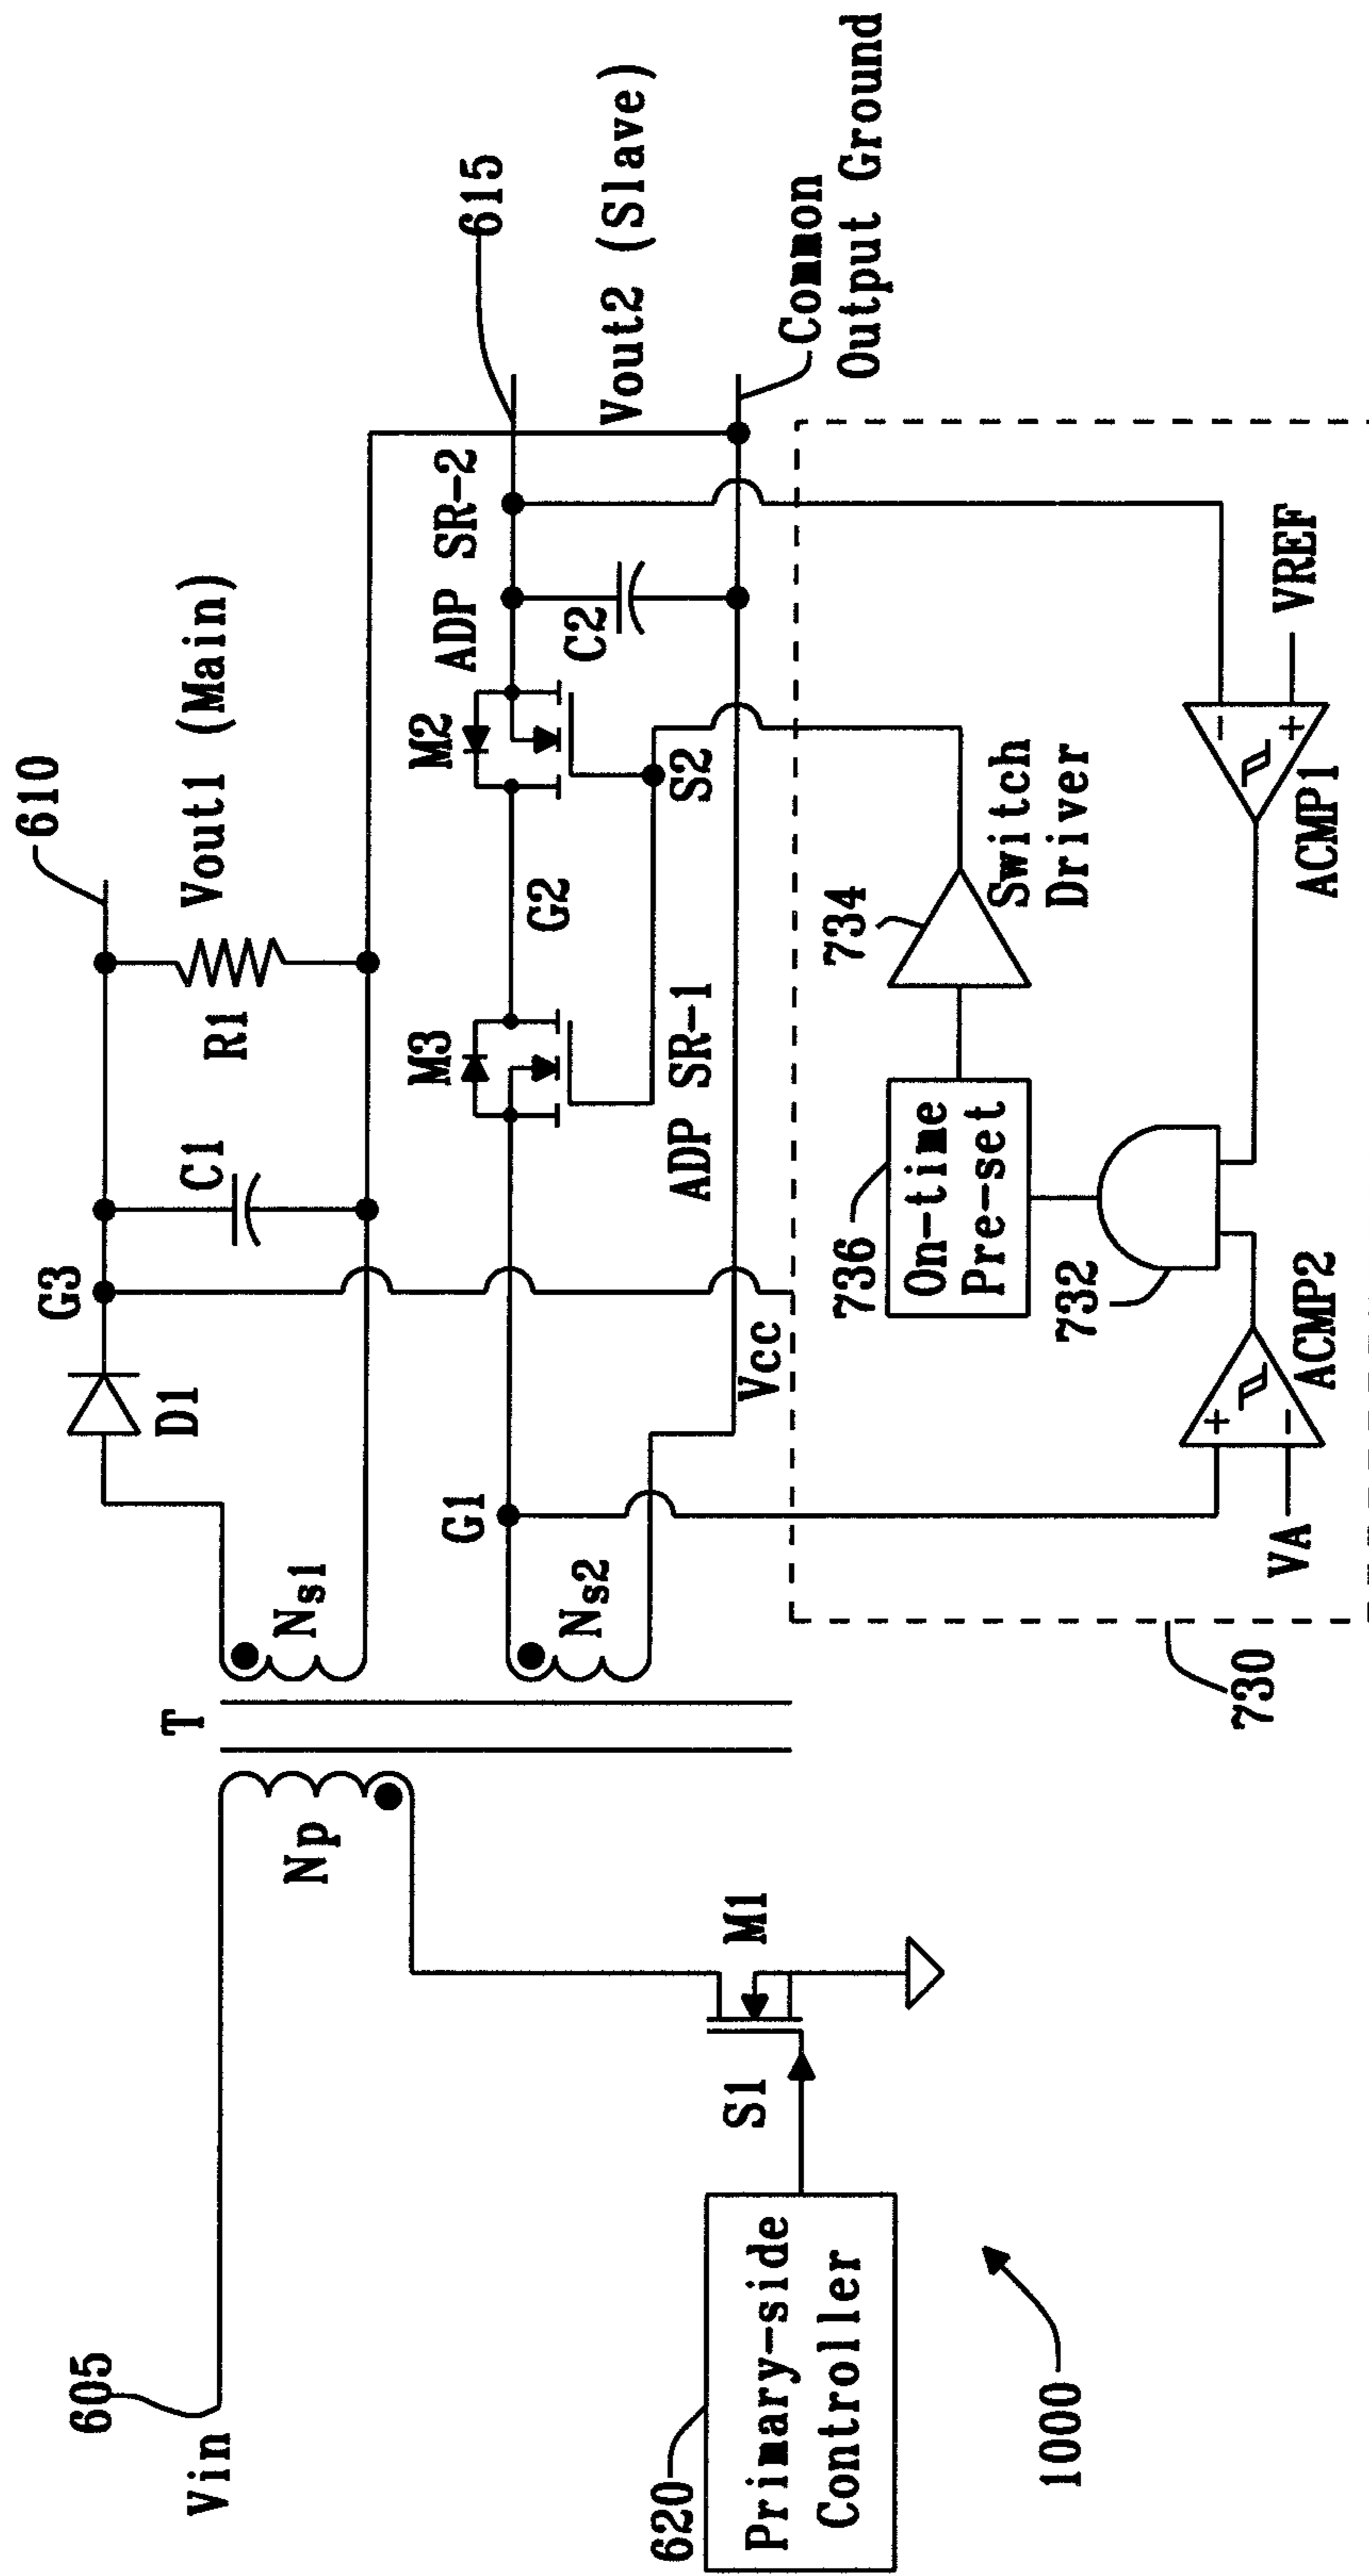 605
Vin
Np
T
Ns1
Ns2
D1
G3
C1
R1
610
Vout1 (Main)
G1
M3
ADP SR-1
G2
M2
ADP SR-2
S2
C2
615
Vout2 (Slave)
Common
Output Ground
Vcc
620
Primary-side
Controller
S1
M1
1000
730
VA
+
−
ACMP2
732
736
On-time
Pre-set
734
Switch
Driver
−
+
ACMP1
VREF